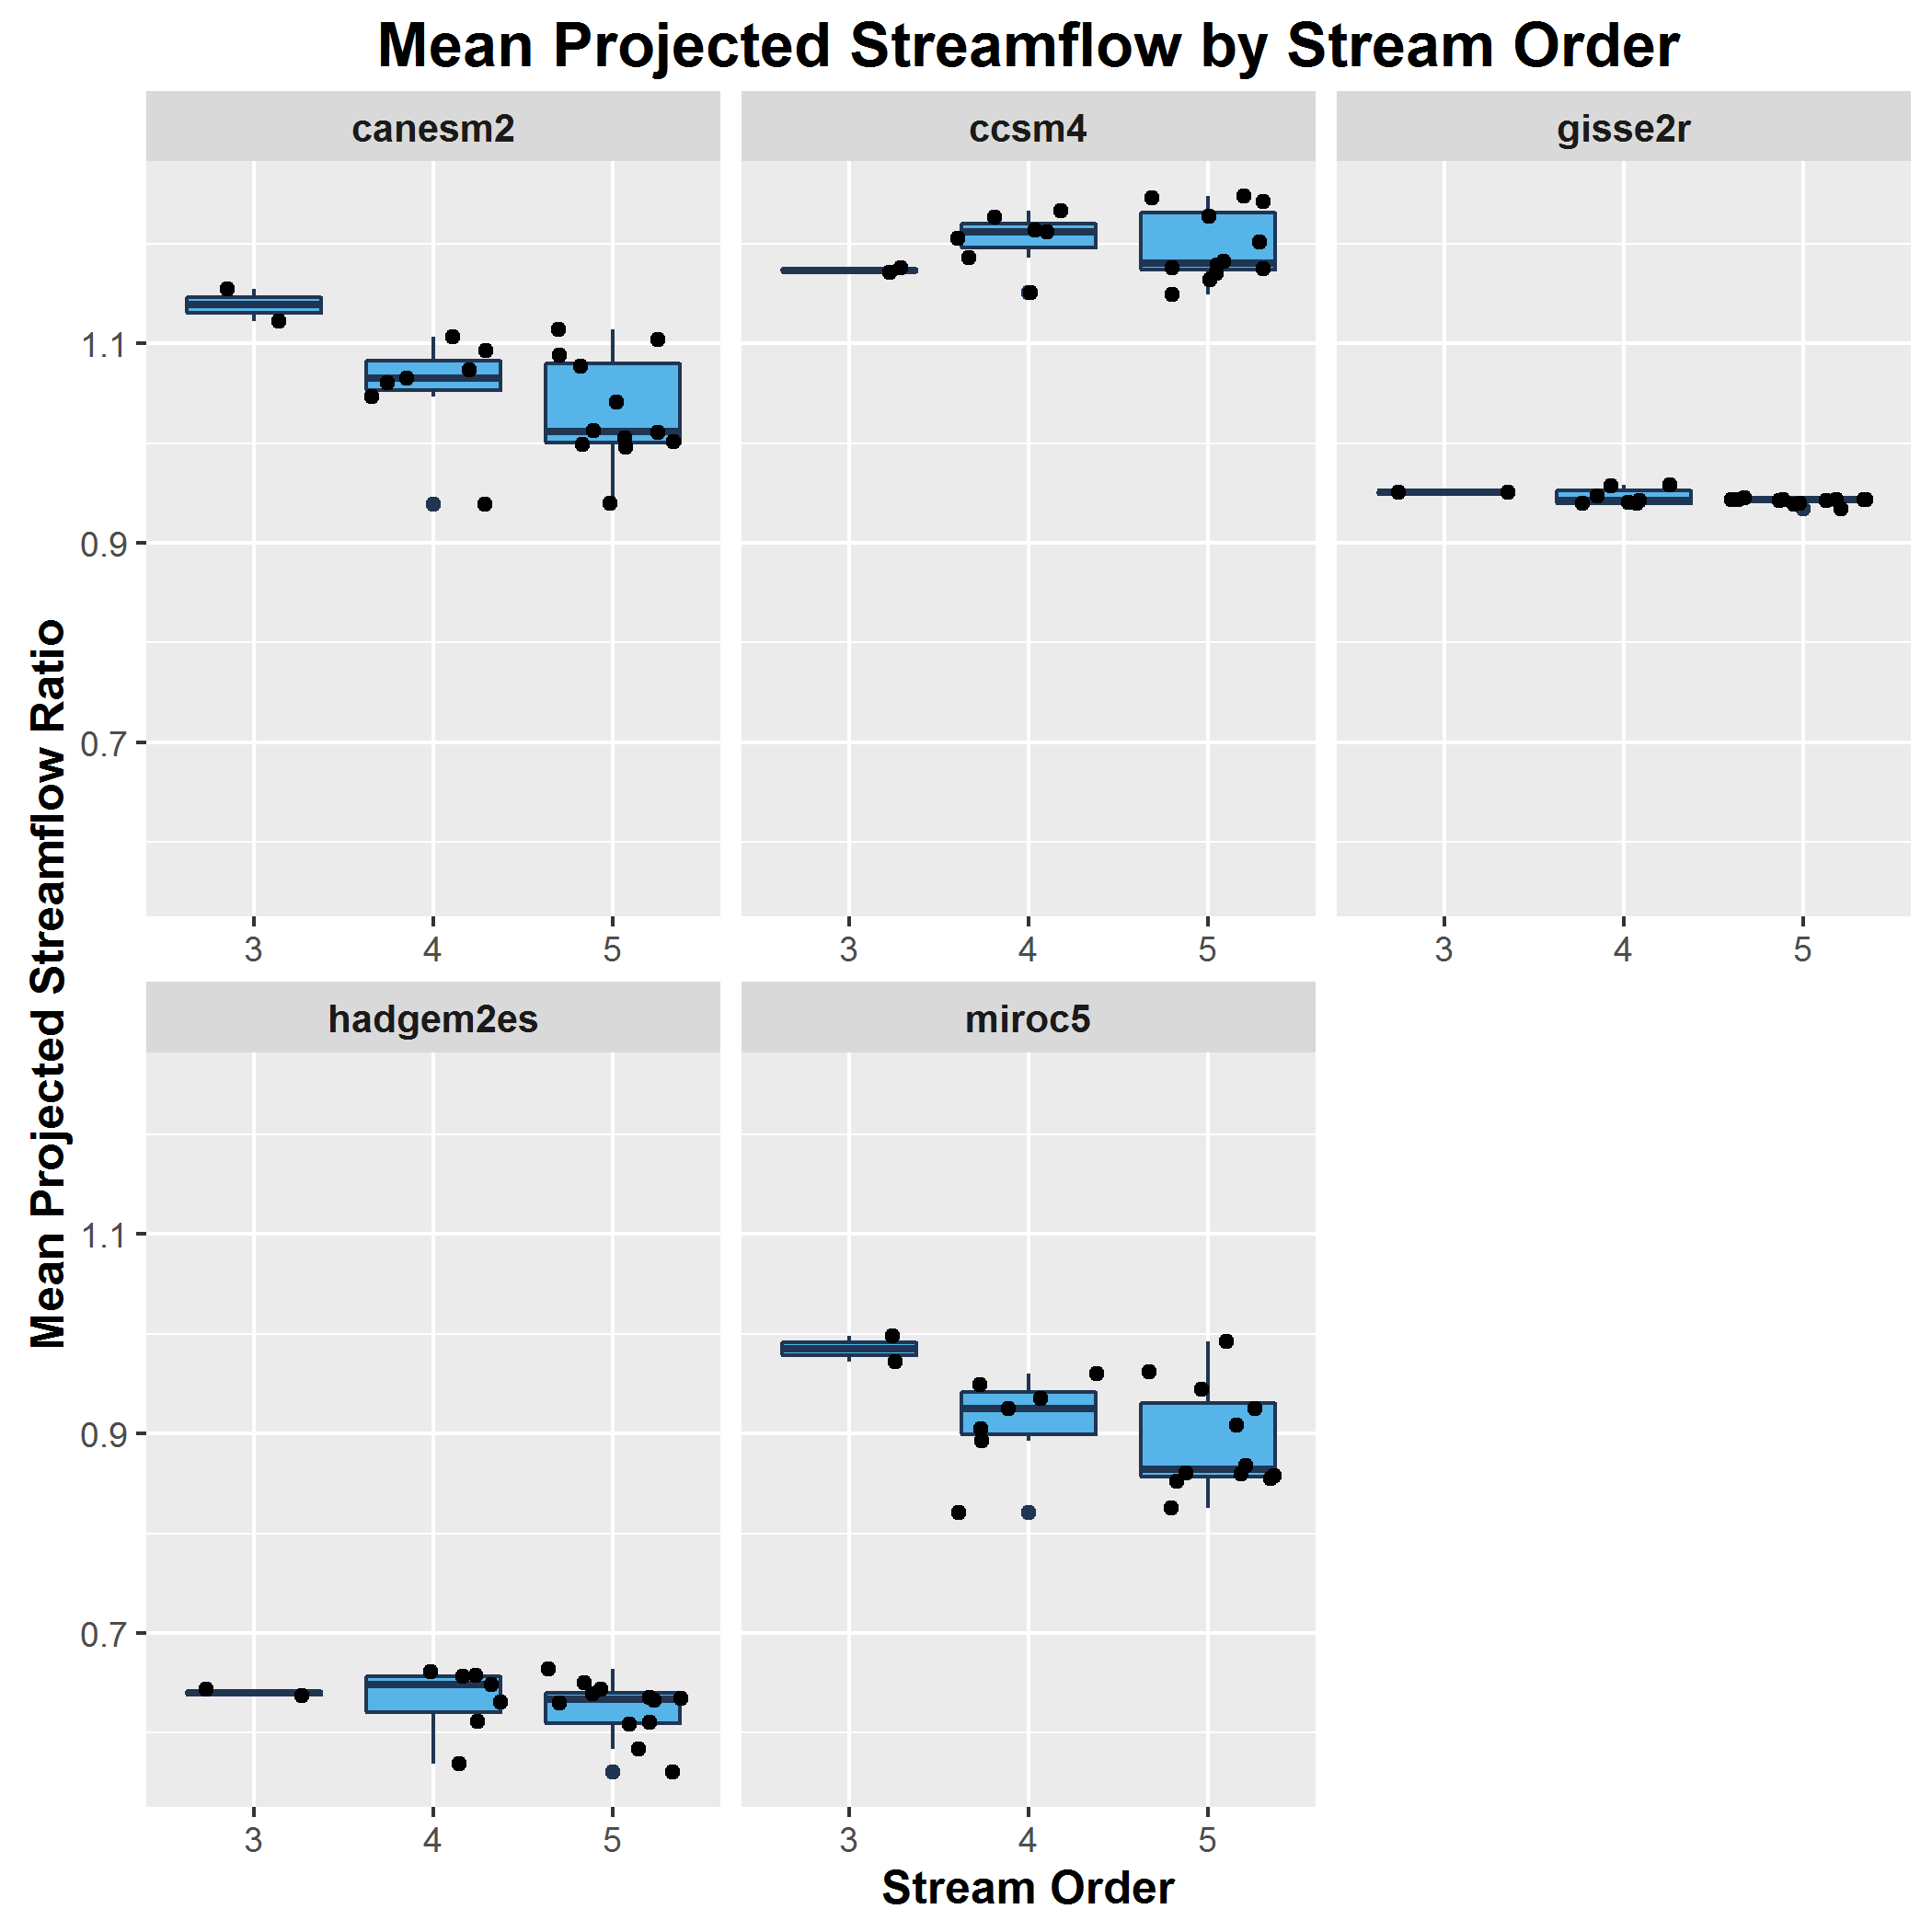 Mean Projected Streamflow by Stream Order
canesm2
ccsm4
gisse2r
1.1
0.9
0.7
3 4 5
3 4 5
3 4 5
Mean Projected Streamflow Ratio
hadgem2es
miroc5
1.1
0.9
0.7
3 4 5
3 4 5
Stream Order